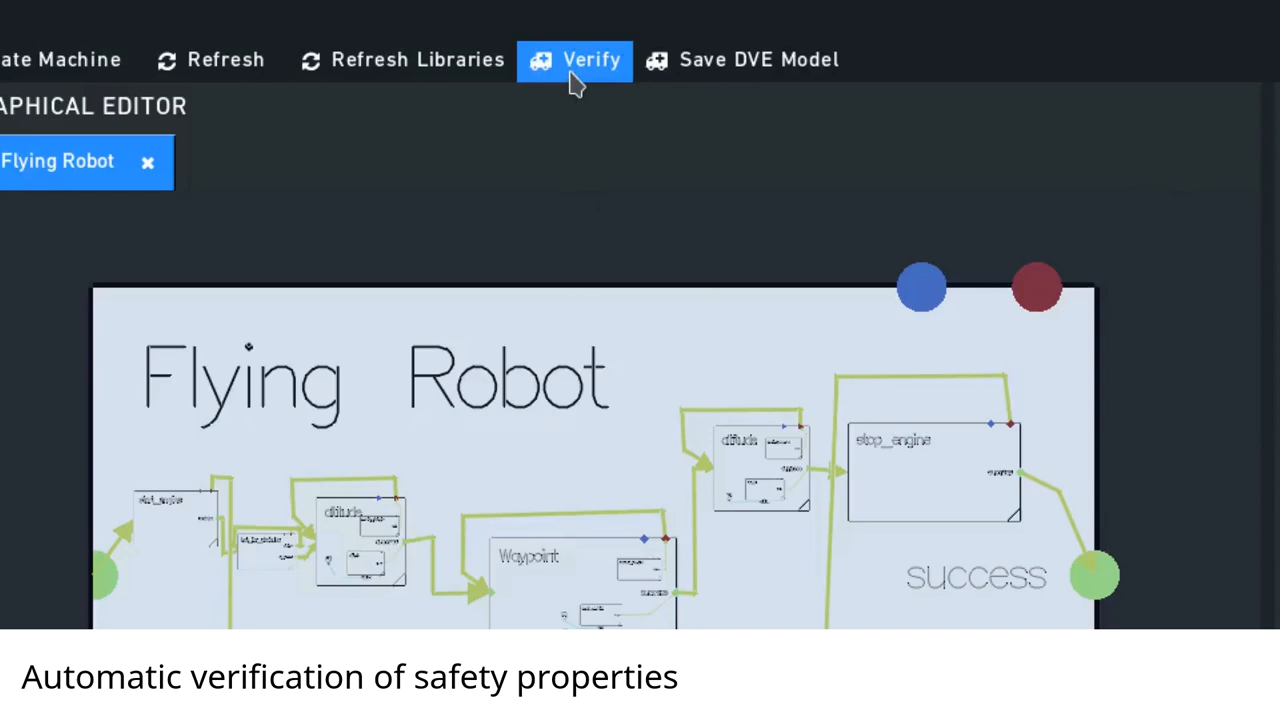 ate Machine Refresh Refresh Libraries Verify Save DVE Model
APHICAL EDITOR
Flying Robot
Flying Robot
stop_engine
Waypoint
success
Automatic verification of safety properties